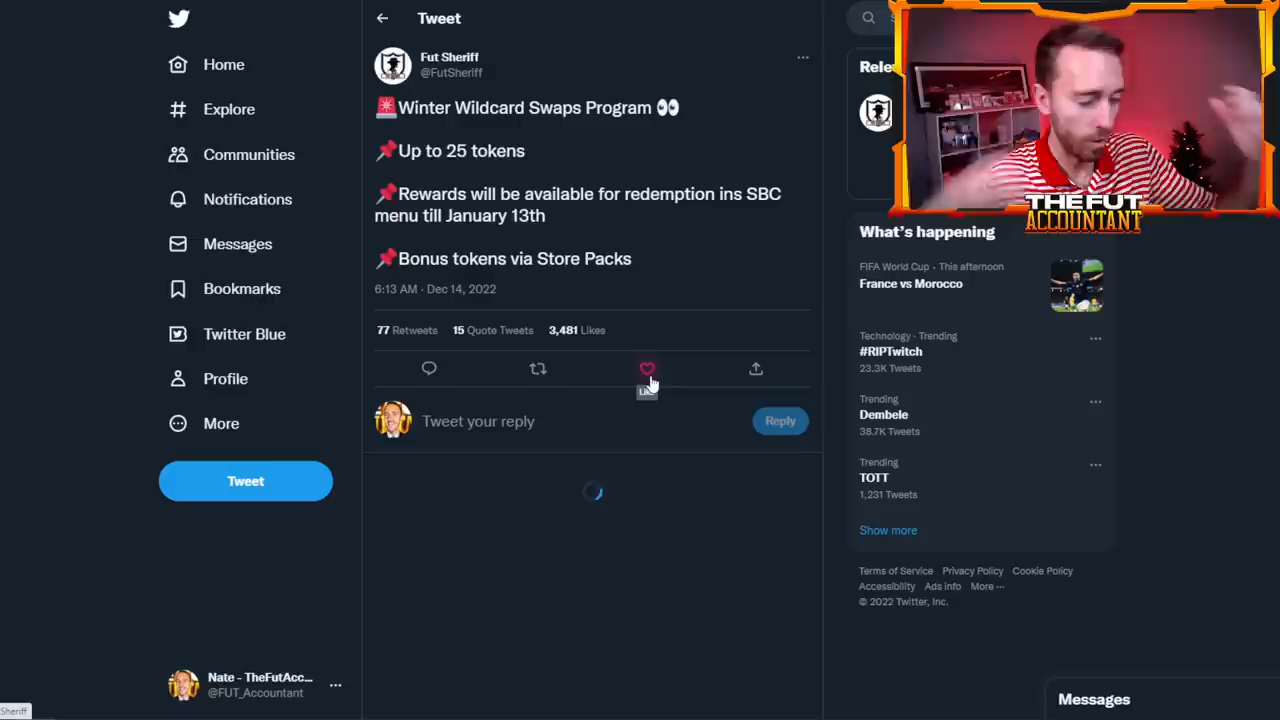 Home
Explore
Communities
Notifications
Messages
Bookmarks
Twitter Blue
Profile
More
Tweet
Nate - TheFutAcc...
@FUT_Accountant
Sheriff
Tweet
Fut Sheriff
@FutSheriff
🚨Winter Wildcard Swaps Program 👀
📌Up to 25 tokens
📌Rewards will be available for redemption ins SBC
menu till January 13th
📌Bonus tokens via Store Packs
6:13 AM · Dec 14, 2022
77 Retweets 15 Quote Tweets 3,481 Likes
Tweet your reply
Reply
THE FUT
ACCOUNTANT
What's happening
FIFA World Cup · This afternoon
France vs Morocco
Technology · Trending
#RIPTwitch
23.3K Tweets
Trending
Dembele
38.7K Tweets
Trending
TOTT
1,231 Tweets
Show more
Terms of Service Privacy Policy Cookie Policy
Accessibility Ads info More ···
© 2022 Twitter, Inc.
Messages